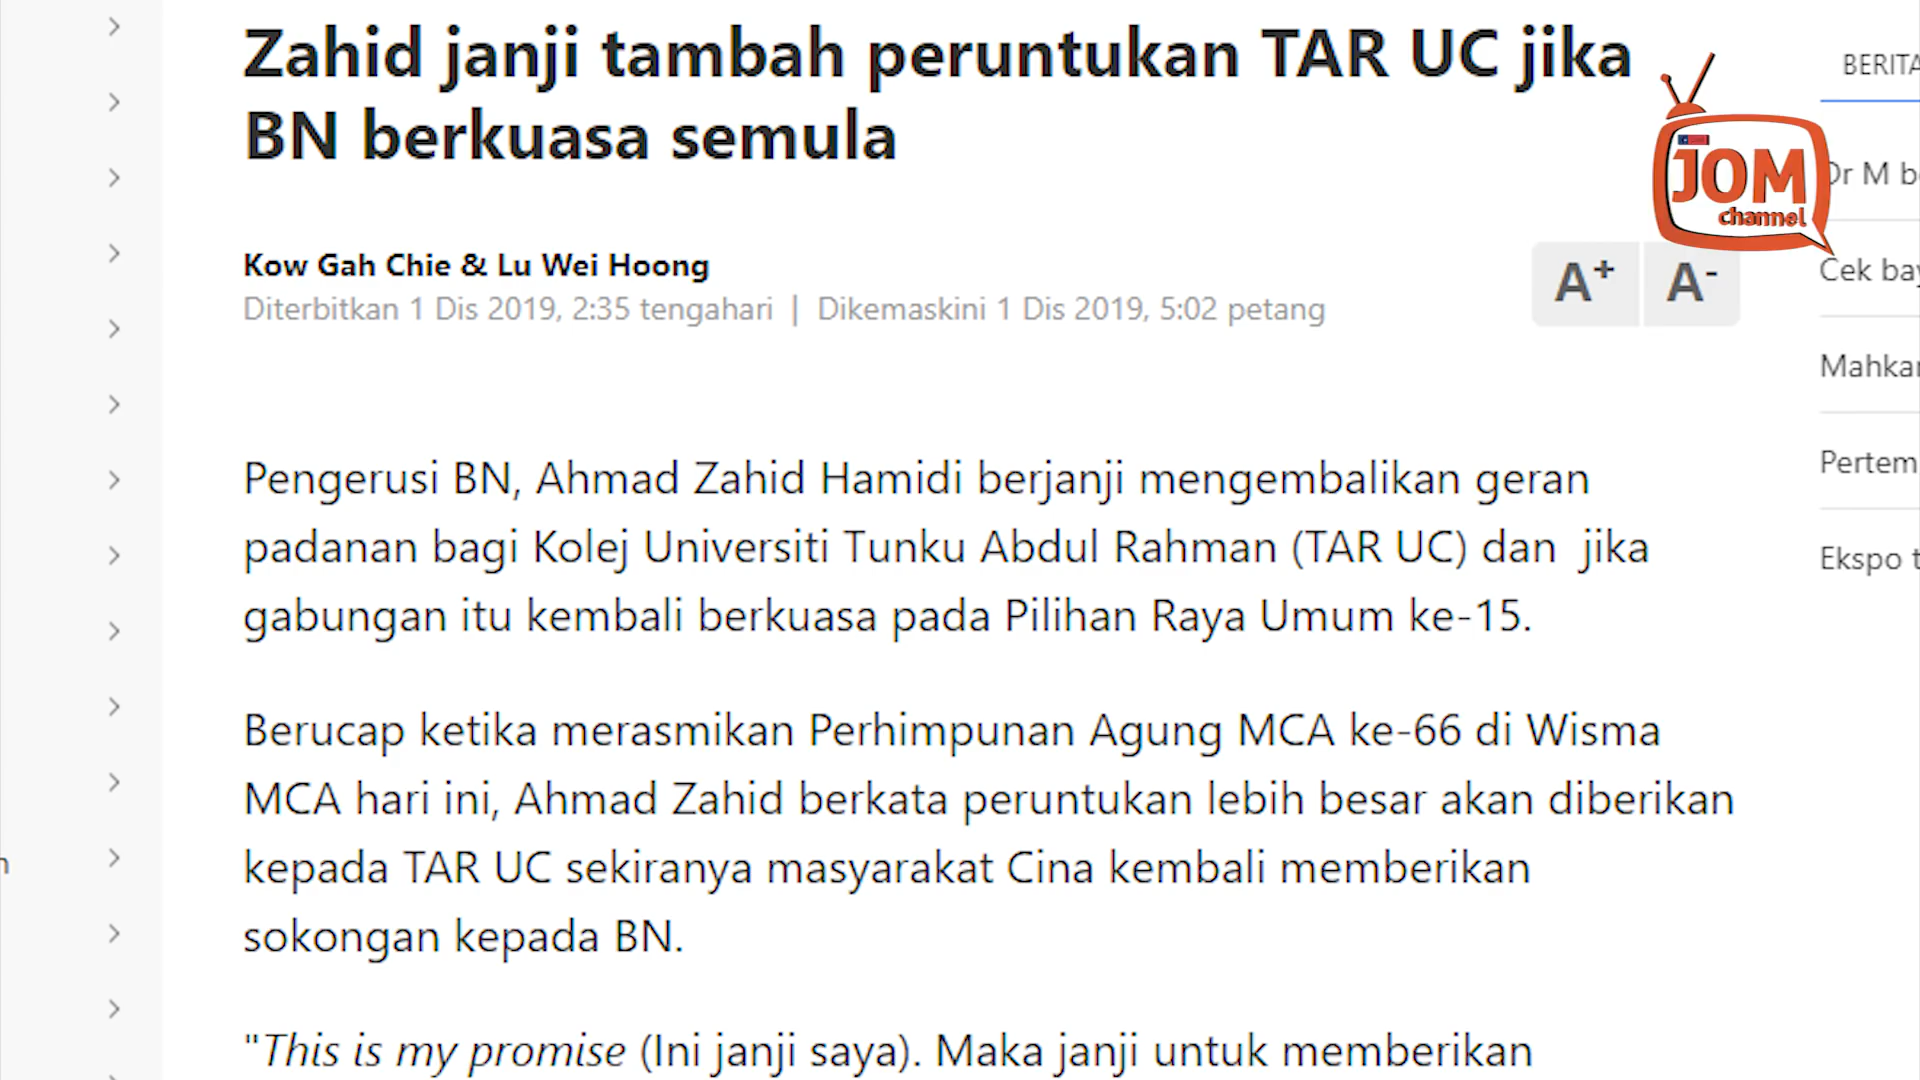 Zahid janji tambah peruntukan TAR UC jika
BN berkuasa semula
Kow Gah Chie & Lu Wei Hoong
Diterbitkan 1 Dis 2019, 2:35 tengahari | Dikemaskini 1 Dis 2019, 5:02 petang
A+ A-
Pengerusi BN, Ahmad Zahid Hamidi berjanji mengembalikan geran
padanan bagi Kolej Universiti Tunku Abdul Rahman (TAR UC) dan jika
gabungan itu kembali berkuasa pada Pilihan Raya Umum ke-15.
Berucap ketika merasmikan Perhimpunan Agung MCA ke-66 di Wisma
MCA hari ini, Ahmad Zahid berkata peruntukan lebih besar akan diberikan
kepada TAR UC sekiranya masyarakat Cina kembali memberikan
sokongan kepada BN.
"This is my promise (Ini janji saya). Maka janji untuk memberikan
JOM
channel
BERITA
Dr M b
Cek bay
Mahkam
Pertem
Ekspo t